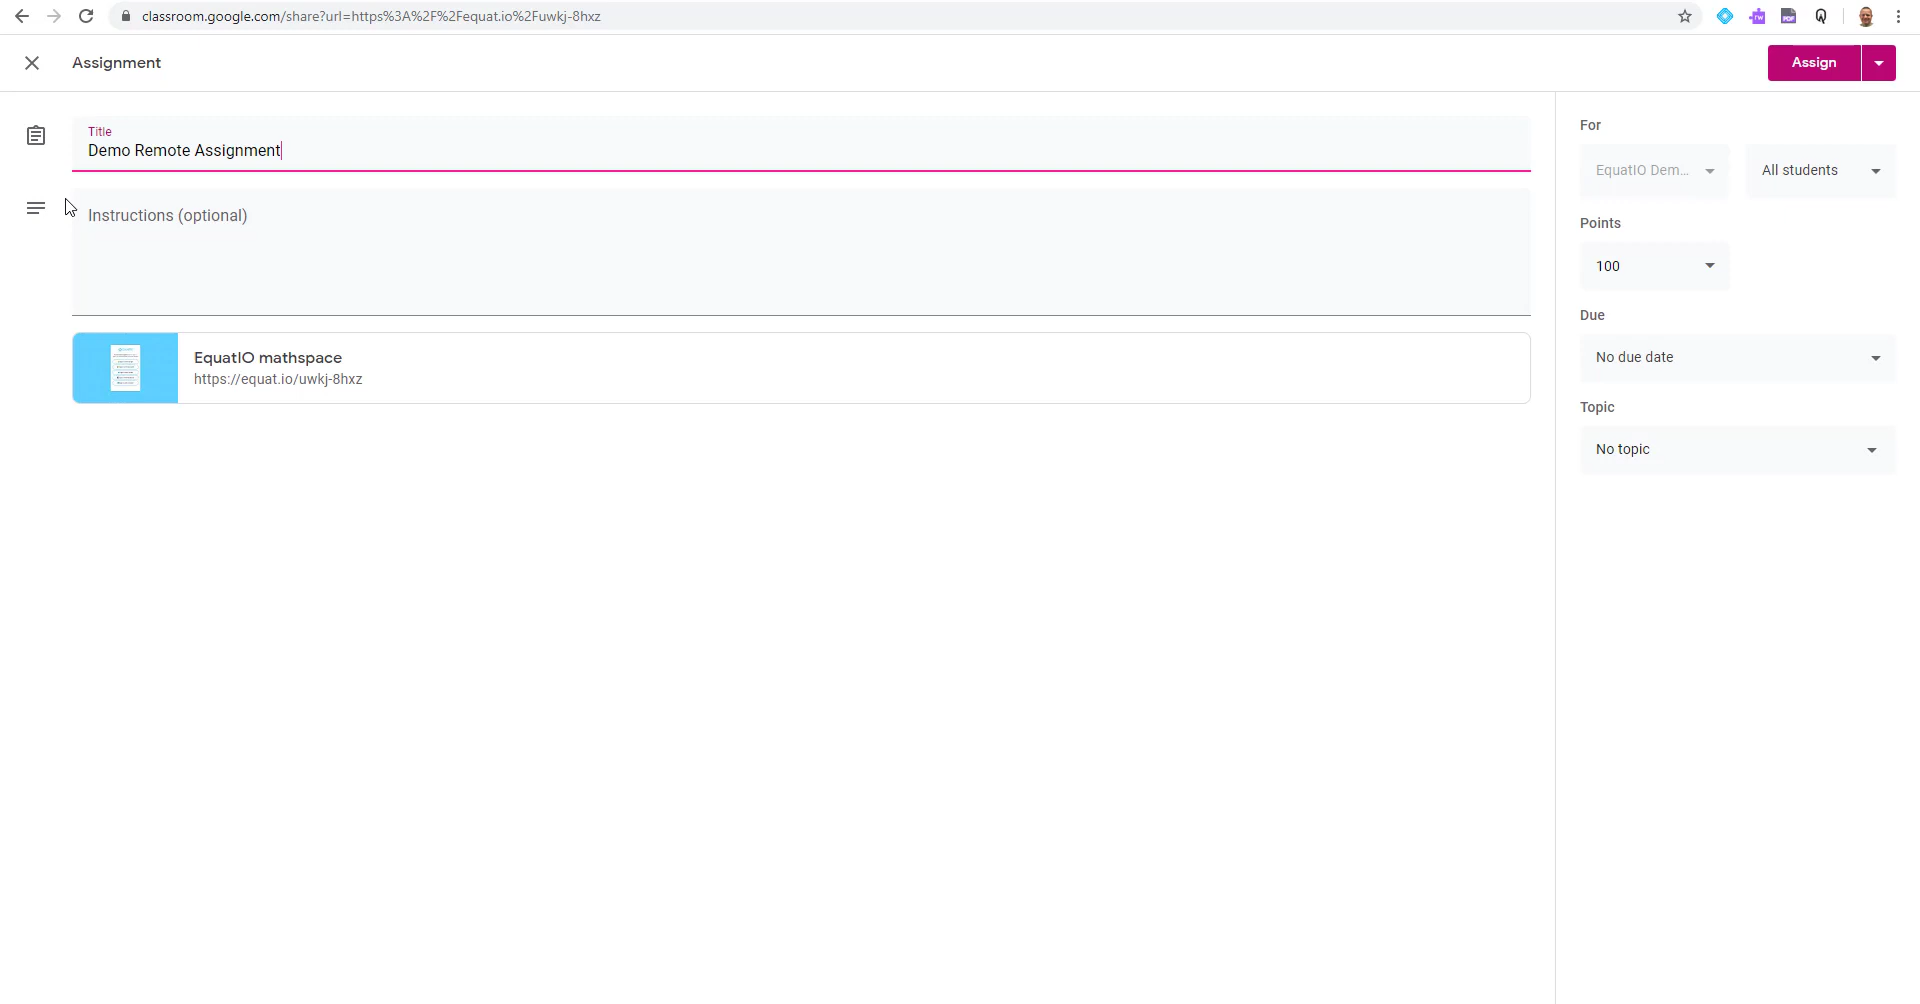 classroom.google.com/share?url=https%3A%2F%2Fequat.io%2Fuwkj-8hxz
Assignment
Assign
Title
Demo Remote Assignment
Instructions (optional)
EquatIO mathspace
https://equat.io/uwkj-8hxz
For
EquatIO Dem...
All students
Points
100
Due
No due date
Topic
No topic